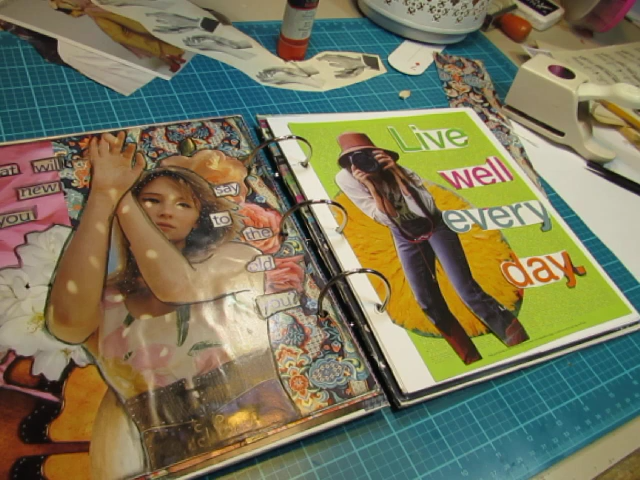 will
new
you
say
to
the
old
you?
Live
well
every
day.